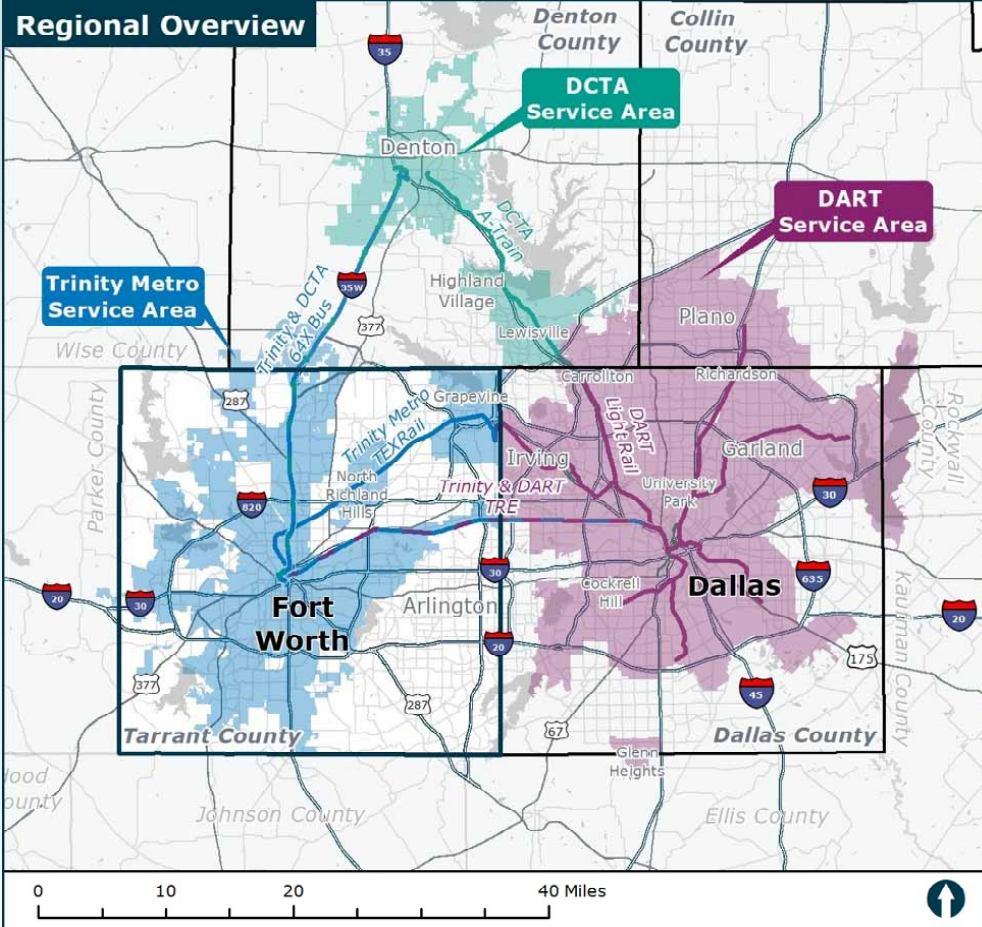 Regional Overview
Denton
County
Collin
County
35
DCTA
Service Area
Denton
DCTA
A-Train
DART
Service Area
Trinity Metro
Service Area
35W
Highland
Village
Trinity & DCTA
64X Bus
377
Plano
Lewisville
Wise County
Carrollton
Richardson
287
Grapevine
Trinity Metro
TEXRail
DART
Light Rail
Rockwall
County
Parker County
Irving
Garland
North
Richland
Hills
University
Park
Trinity & DART
TRE
820
30
20
30
30
635
Cockrell
Hill
Dallas
Fort
Worth
Arlington
Kaufman County
20
20
175
377
287
45
67
Tarrant County
Dallas County
Glenn
Heights
Johnson County
Ellis County
0
10
20
40 Miles